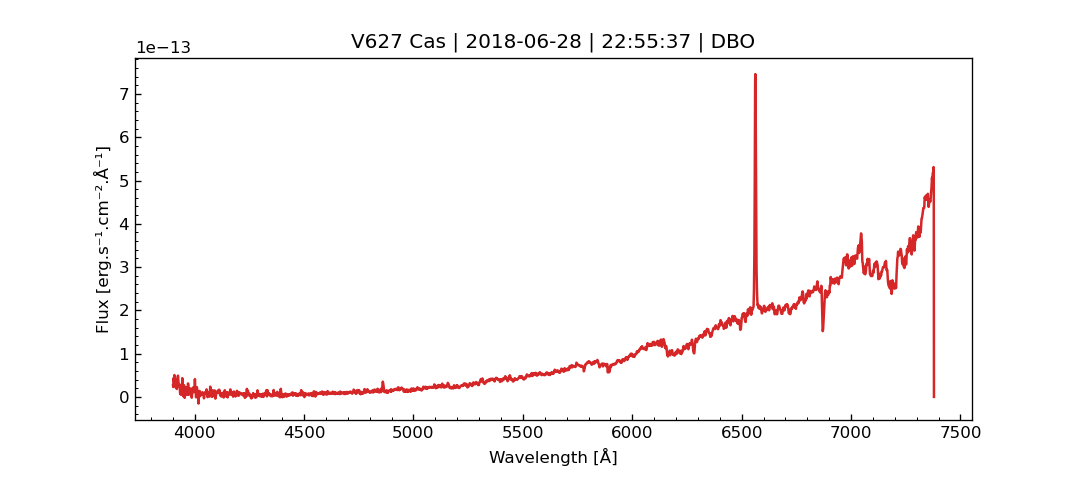 V627 Cas | 2018-06-28 | 22:55:37 | DBO
1e−13
Flux [erg.s⁻¹.cm⁻².Å⁻¹]
7
6
5
4
3
2
1
0
4000 4500 5000 5500 6000 6500 7000 7500
Wavelength [Å]